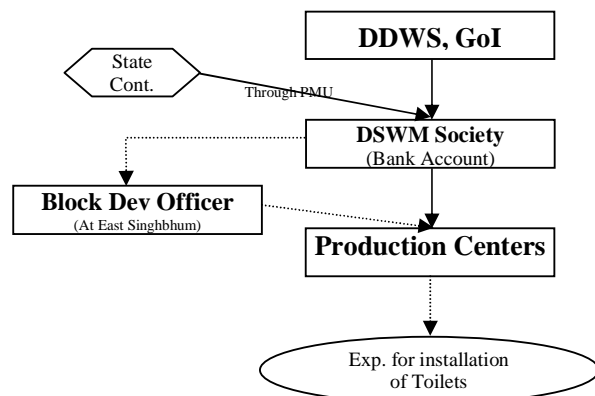 DDWS, GoI
State
Cont.
Through PMU
DSWM Society
(Bank Account)
Block Dev Officer
(At East Singhbhum)
Production Centers
Exp. for installation
of Toilets